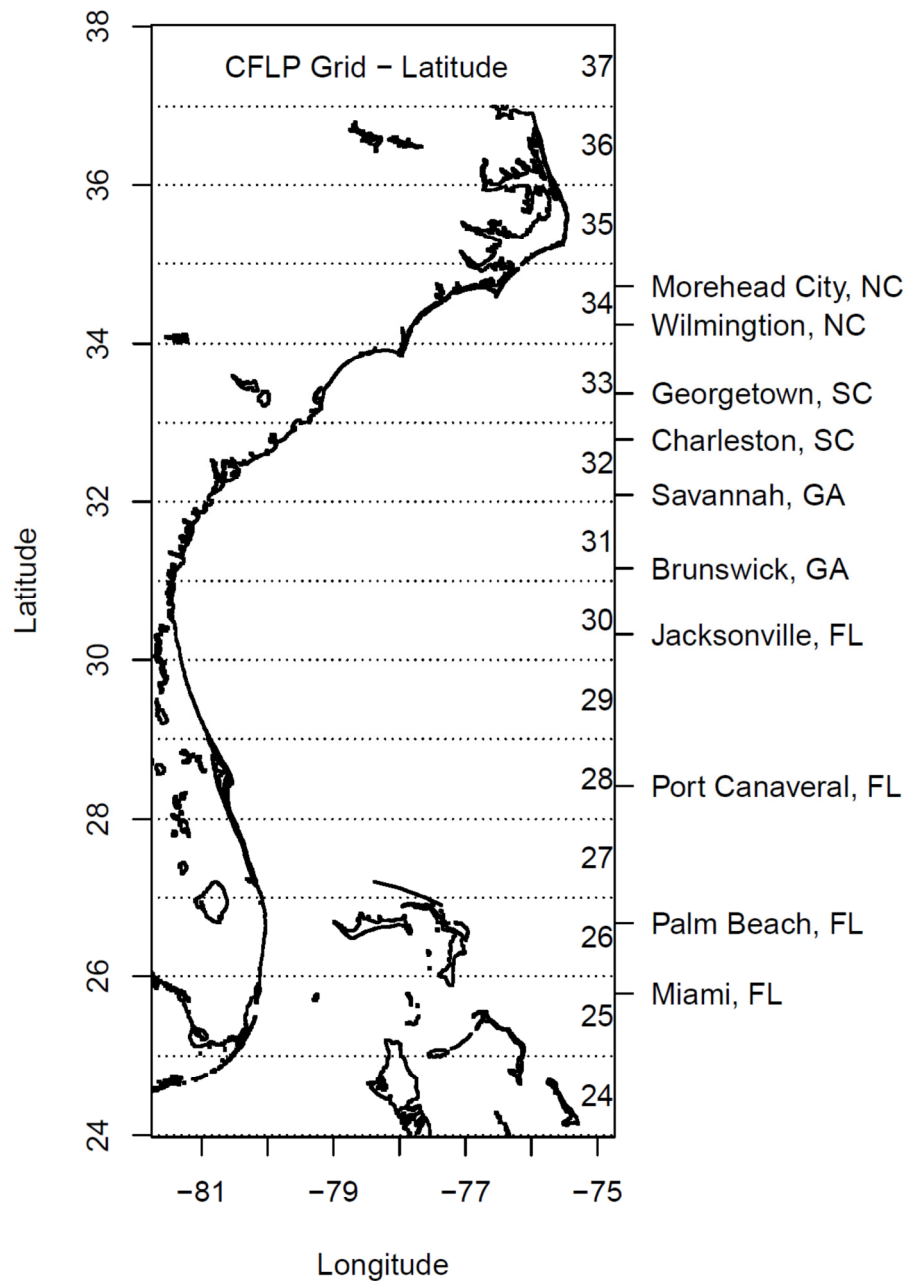 CFLP Grid − Latitude
38
36
34
32
30
28
26
24
Latitude
37
36
35
34
33
32
31
30
29
28
27
26
25
24
Morehead City, NC
Wilmingtion, NC
Georgetown, SC
Charleston, SC
Savannah, GA
Brunswick, GA
Jacksonville, FL
Port Canaveral, FL
Palm Beach, FL
Miami, FL
−81 −79 −77 −75
Longitude